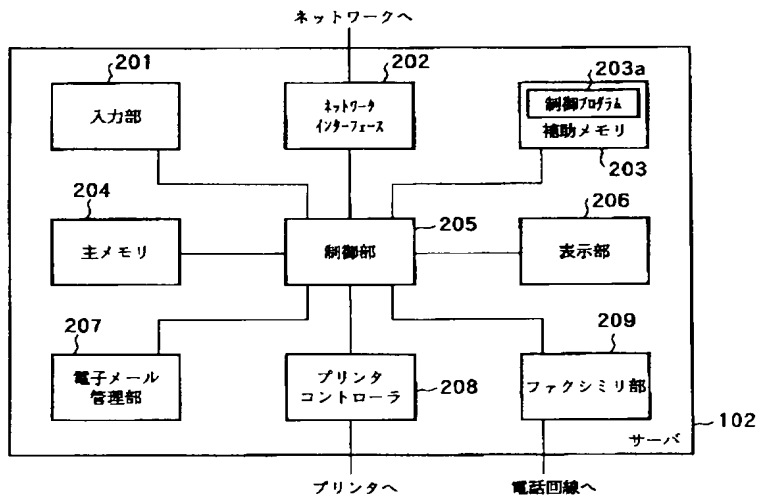 ネットワークへ
201
入力部
202
ネットワーク
インターフェース
203a
制御プログラム
補助メモリ
203
204
主メモリ
205
制御部
206
表示部
207
電子メール
管理部
208
プリンタ
コントローラ
209
ファクシミリ部
102
サーバ
プリンタへ
電話回線へ